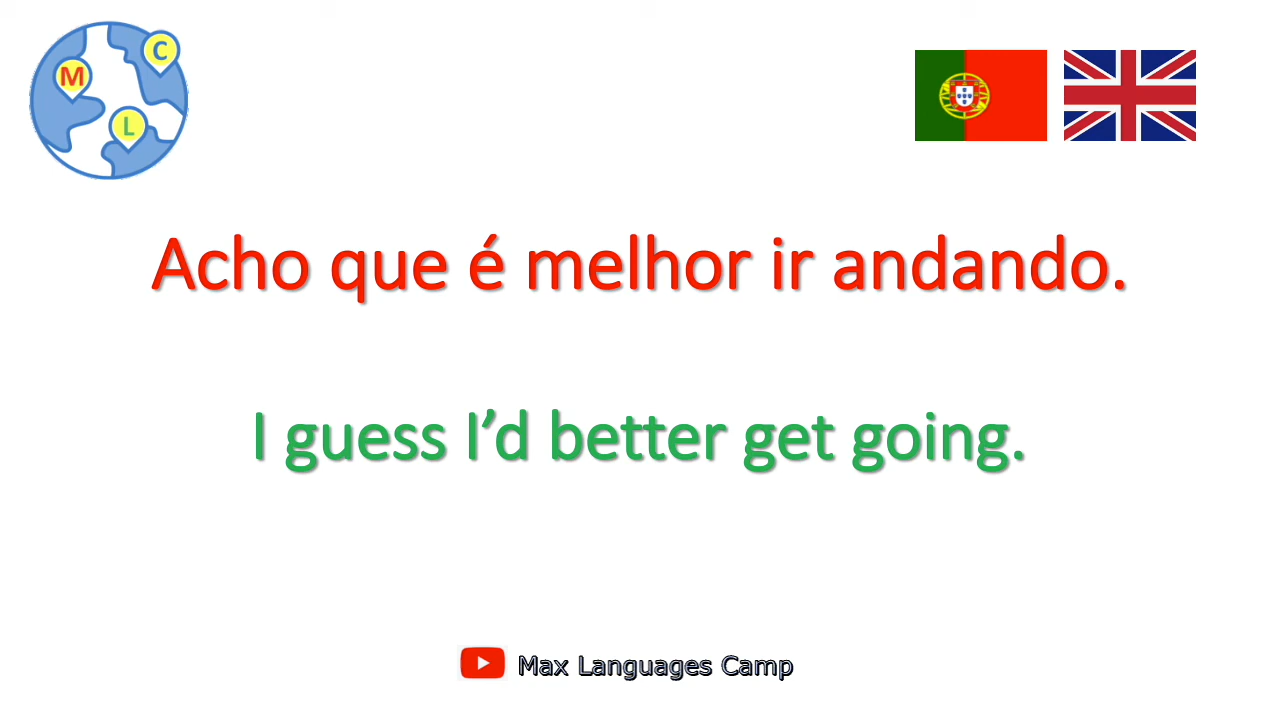 C
M
L
Acho que é melhor ir andando.
I guess I’d better get going.
Max Languages Camp